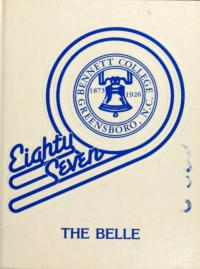 BENNETT COLLEGE
1873 1926
GREENSBORO, N.C.
Eighty
Seven
THE BELLE